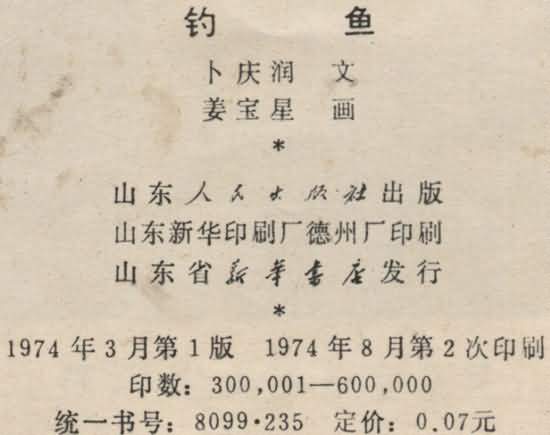 钓 鱼
卜庆润 文
姜宝星 画
*
山东人民出版社出版
山东新华印刷厂德州厂印刷
山东省新华书店发行
*
1974年3月第1版 1974年8月第2次印刷
印数：300,001—600,000
统一书号：8099·235 定价：0.07元